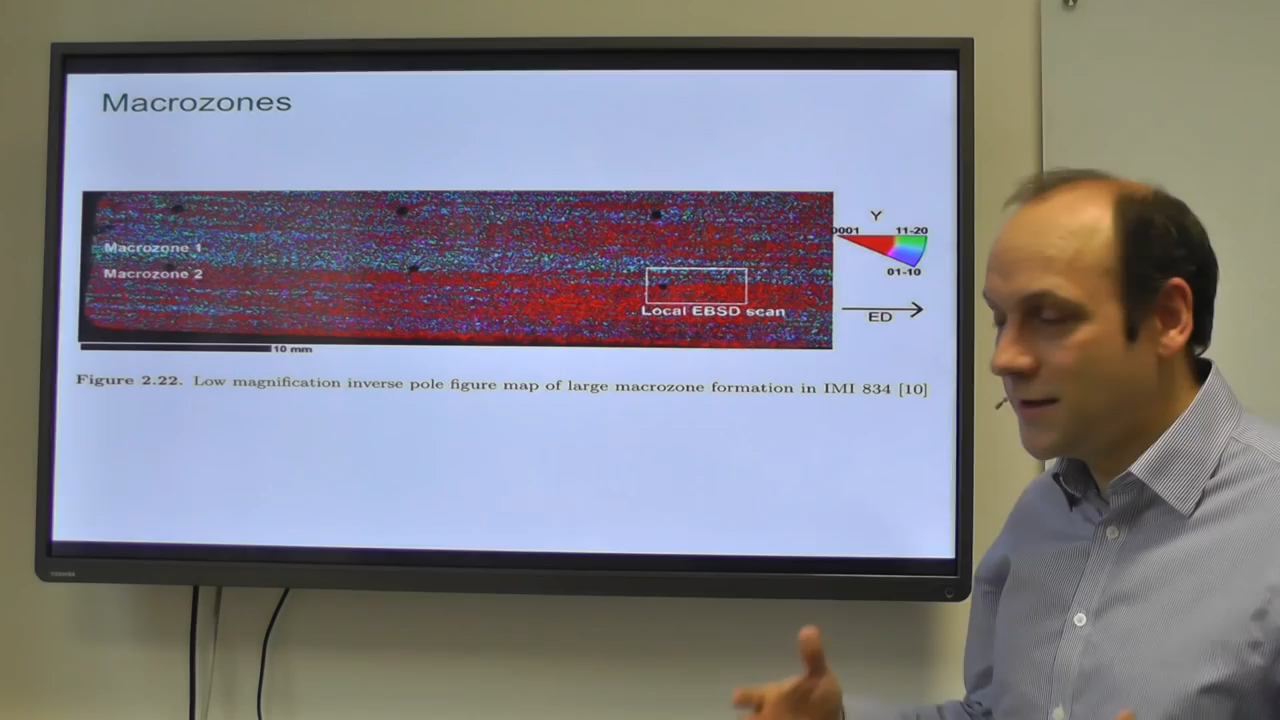 Macrozones
Y
0001 11-20
Macrozone 1
Macrozone 2
01-10
Local EBSD scan
ED
10 mm
Figure 2.22. Low magnification inverse pole figure map of large macrozone formation in IMI 834 [10]
TOSHIBA